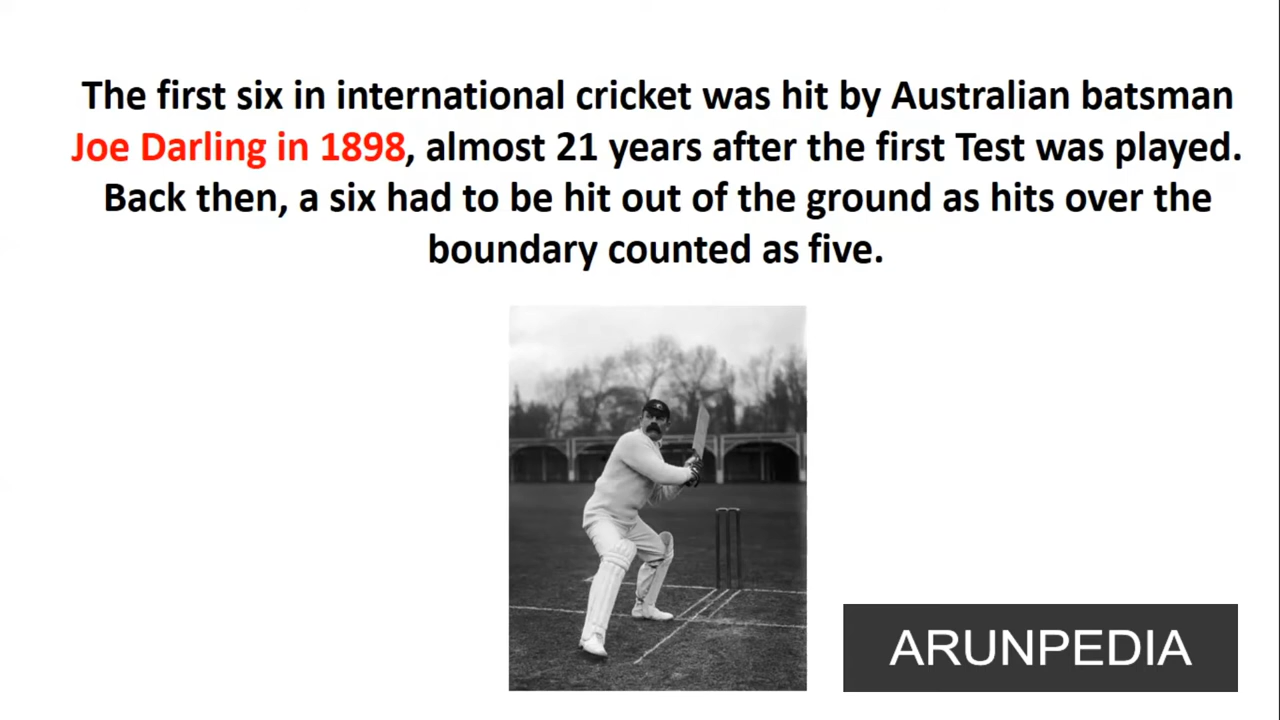 The first six in international cricket was hit by Australian batsman
Joe Darling in 1898, almost 21 years after the first Test was played.
Back then, a six had to be hit out of the ground as hits over the
boundary counted as five.
ARUNPEDIA